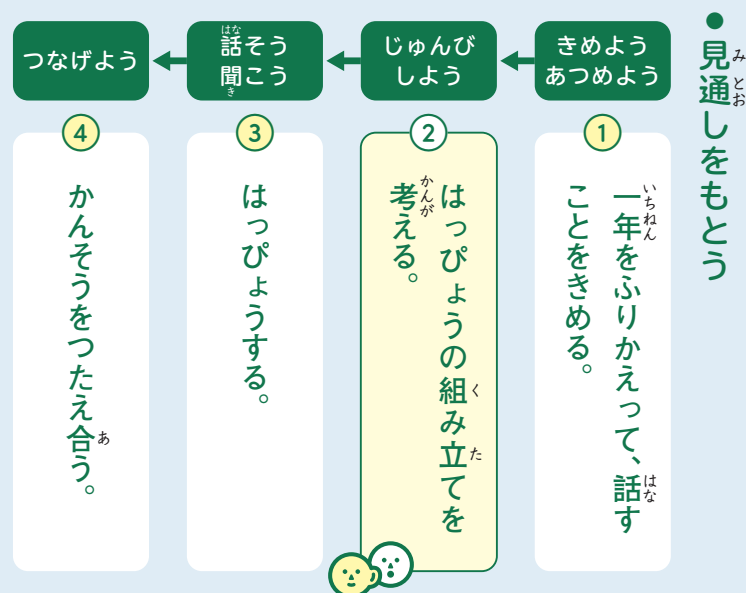 ● 見通しをもとう
きめよう
あつめよう
1
一年をふりかえって、話す
ことをきめる。
じゅんび
しよう
2
はっぴょうの組み立てを
考える。
話そう
聞こう
3
はっぴょうする。
つなげよう
4
かんそうをつたえ合う。